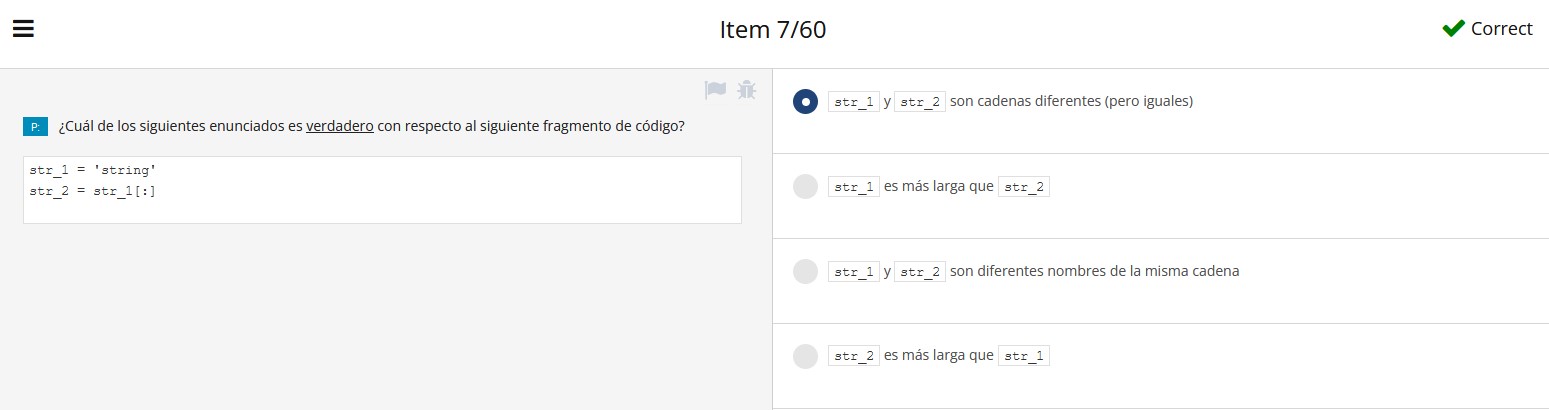 Item 7/60
Correct
P: ¿Cuál de los siguientes enunciados es verdadero con respecto al siguiente fragmento de código?
str_1 = 'string'
str_2 = str_1[:]
str_1 y str_2 son cadenas diferentes (pero iguales)
str_1 es más larga que str_2
str_1 y str_2 son diferentes nombres de la misma cadena
str_2 es más larga que str_1